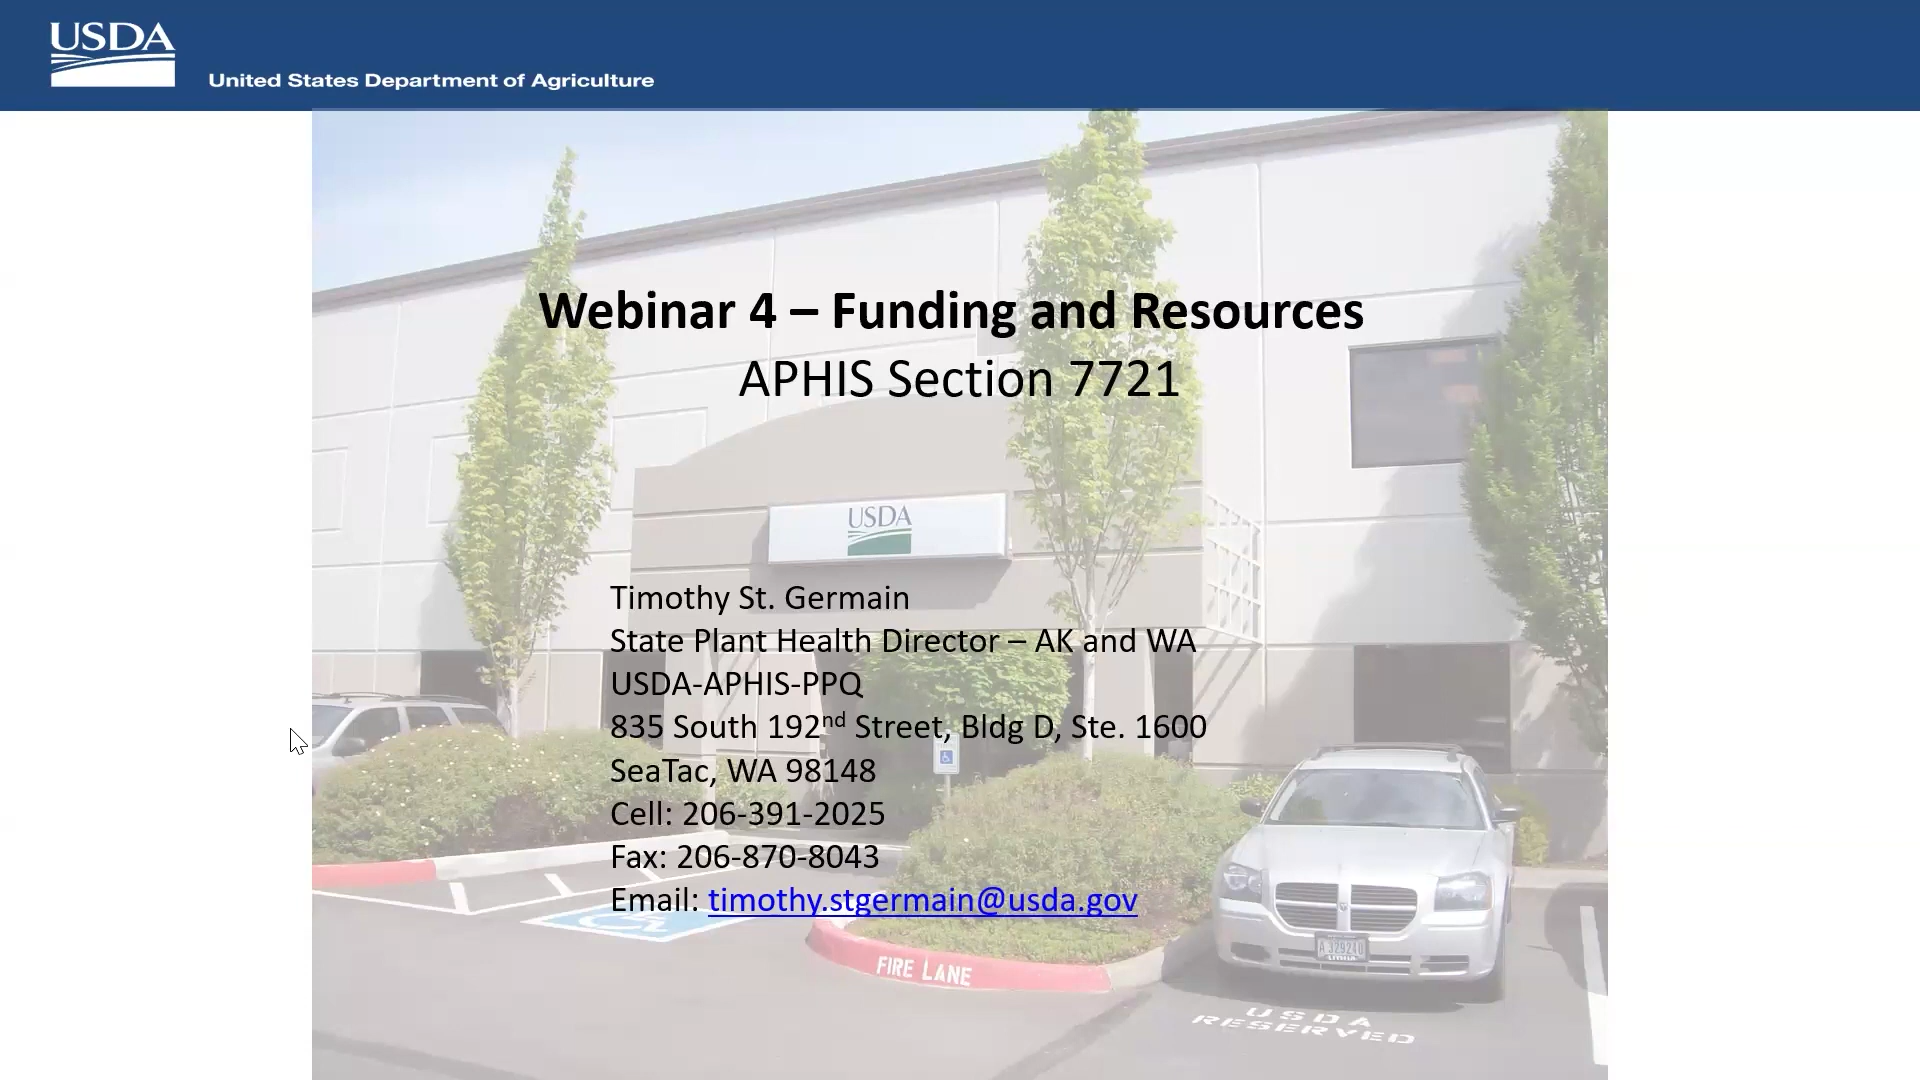 USDA
United States Department of Agriculture
Webinar 4 – Funding and Resources
APHIS Section 7721
USDA
Timothy St. Germain
State Plant Health Director – AK and WA
USDA-APHIS-PPQ
835 South 192nd Street, Bldg D, Ste. 1600
SeaTac, WA 98148
Cell: 206-391-2025
Fax: 206-870-8043
Email: timothy.stgermain@usda.gov
FIRE LANE
USDA
RESERVED